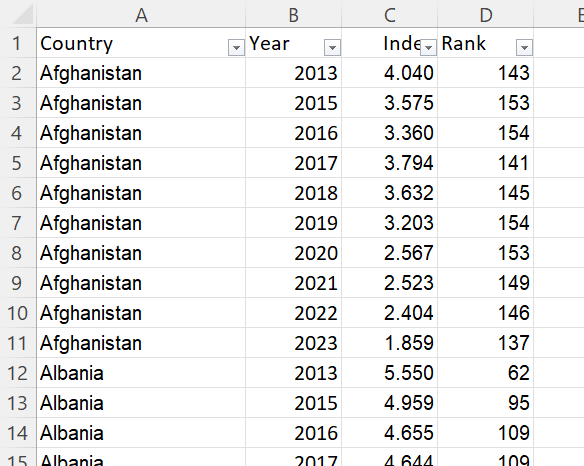 A B C D
1 Country Year Inde Rank
2 Afghanistan 2013 4.040 143
3 Afghanistan 2015 3.575 153
4 Afghanistan 2016 3.360 154
5 Afghanistan 2017 3.794 141
6 Afghanistan 2018 3.632 145
7 Afghanistan 2019 3.203 154
8 Afghanistan 2020 2.567 153
9 Afghanistan 2021 2.523 149
10 Afghanistan 2022 2.404 146
11 Afghanistan 2023 1.859 137
12 Albania 2013 5.550 62
13 Albania 2015 4.959 95
14 Albania 2016 4.655 109
15 Albania 2017 4.644 109